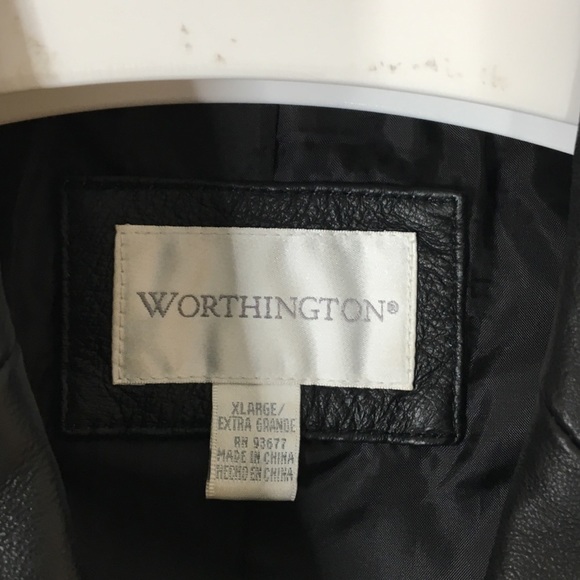 WORTHINGTON®
XLARGE/
EXTRA GRANDE
RN 93677
MADE IN CHINA
HECHO EN CHINA